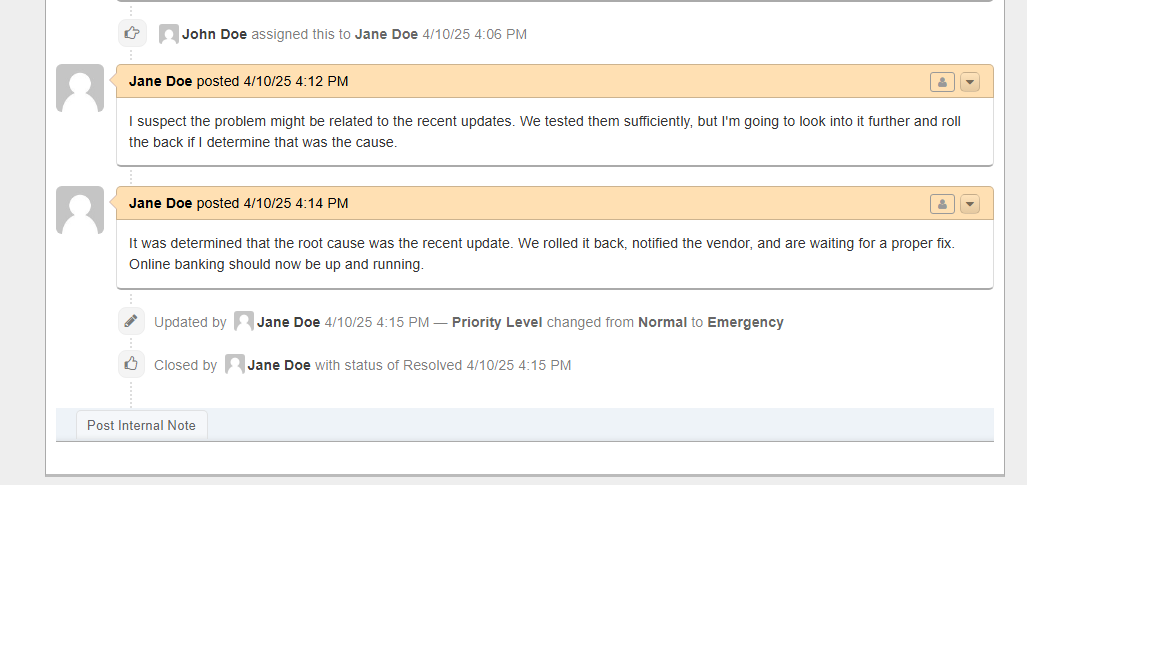 John Doe assigned this to Jane Doe 4/10/25 4:06 PM
Jane Doe posted 4/10/25 4:12 PM
I suspect the problem might be related to the recent updates. We tested them sufficiently, but I'm going to look into it further and roll
the back if I determine that was the cause.
Jane Doe posted 4/10/25 4:14 PM
It was determined that the root cause was the recent update. We rolled it back, notified the vendor, and are waiting for a proper fix.
Online banking should now be up and running.
Updated by Jane Doe 4/10/25 4:15 PM — Priority Level changed from Normal to Emergency
Closed by Jane Doe with status of Resolved 4/10/25 4:15 PM
Post Internal Note